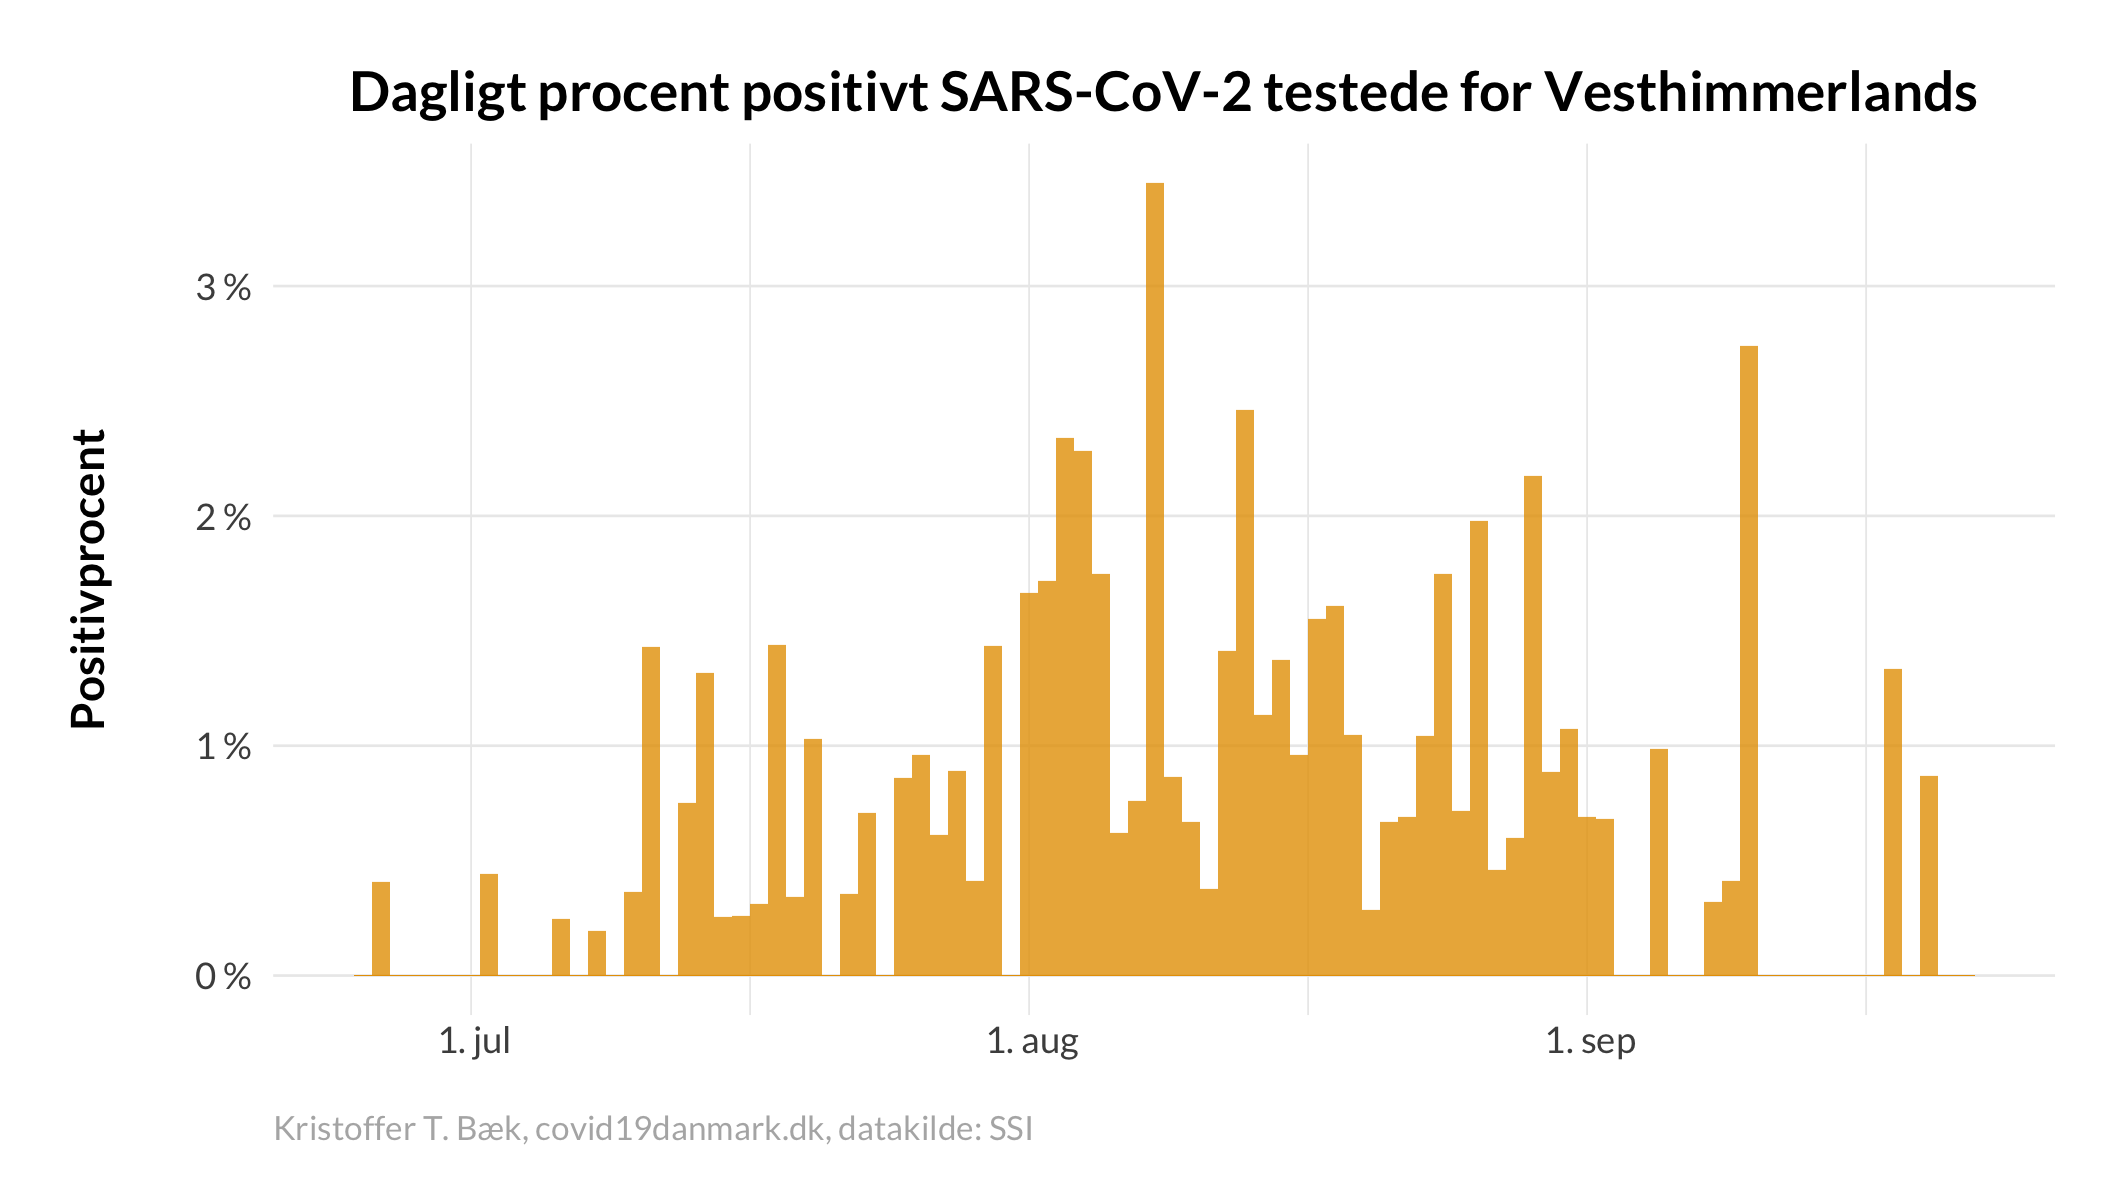 Dagligt procent positivt SARS-CoV-2 testede for Vesthimmerlands
Positivprocent
3 %
2 %
1 %
0 %
1. jul
1. aug
1. sep
Kristoffer T. Bæk, covid19danmark.dk, datakilde: SSI